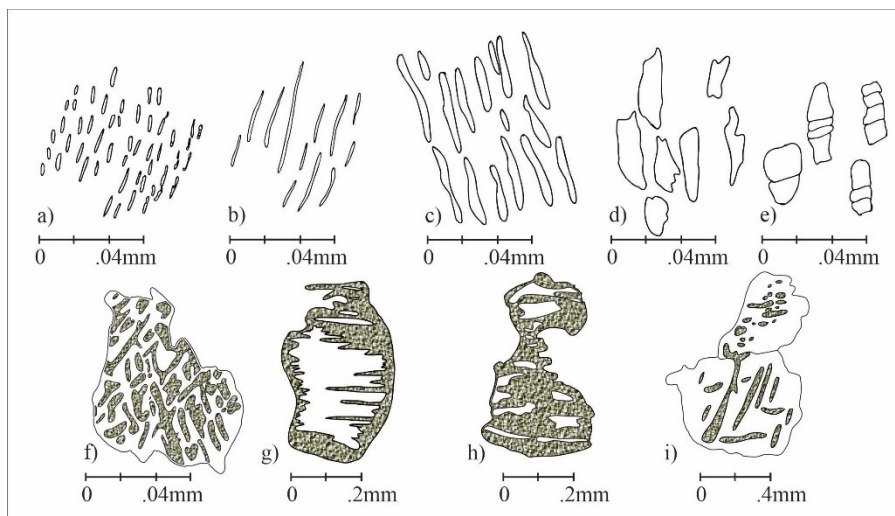 a) b) c) d) e)
0 .04mm 0 .04mm 0 .04mm 0 .04mm 0 .04mm
f) g) h) i)
0 .04mm 0 .2mm 0 .2mm 0 .4mm